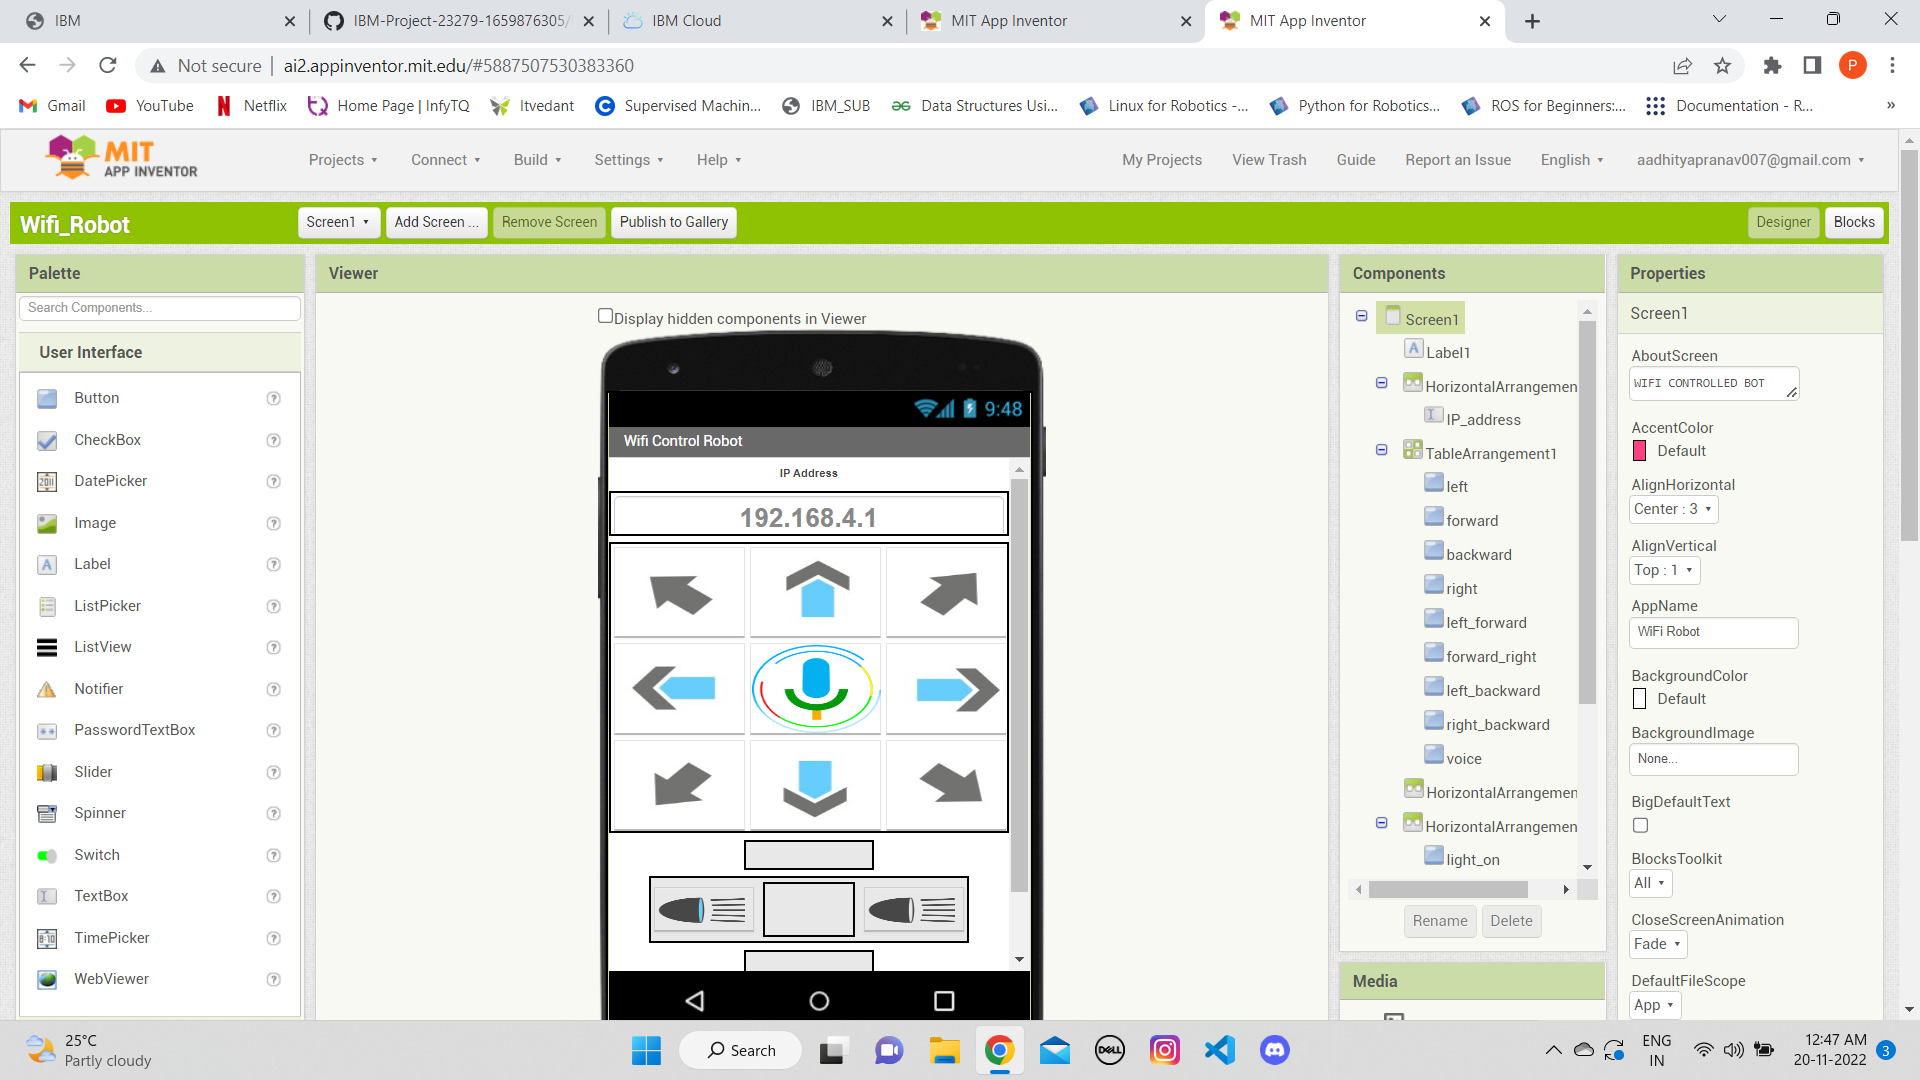 IBM
IBM-Project-23279-1659876305/
IBM Cloud
MIT App Inventor
MIT App Inventor
Not secure
ai2.appinventor.mit.edu/#5887507530383360
P
Gmail
YouTube
Netflix
Home Page | InfyTQ
Itvedant
Supervised Machin...
IBM_SUB
Data Structures Usi...
Linux for Robotics -...
Python for Robotics...
ROS for Beginners:...
Documentation - R...
»
MIT
APP INVENTOR
Projects
Connect
Build
Settings
Help
My Projects
View Trash
Guide
Report an Issue
English
aadhityapranav007@gmail.com
Wifi_Robot
Screen1
Add Screen ...
Remove Screen
Publish to Gallery
Designer
Blocks
Palette
Search Components...
User Interface
Button
CheckBox
DatePicker
Image
Label
ListPicker
ListView
Notifier
PasswordTextBox
Slider
Spinner
Switch
TextBox
TimePicker
WebViewer
Viewer
Display hidden components in Viewer
9:48
Wifi Control Robot
IP Address
192.168.4.1
Components
Screen1
Label1
HorizontalArrangemen
IP_address
TableArrangement1
left
forward
backward
right
left_forward
forward_right
left_backward
right_backward
voice
HorizontalArrangemen
HorizontalArrangemen
light_on
Rename
Delete
Media
Properties
Screen1
AboutScreen
WIFI CONTROLLED BOT
AccentColor
Default
AlignHorizontal
Center : 3
AlignVertical
Top : 1
AppName
WiFi Robot
BackgroundColor
Default
BackgroundImage
None...
BigDefaultText
BlocksToolkit
All
CloseScreenAnimation
Fade
DefaultFileScope
App
25°C
Partly cloudy
Search
DELL
ENG
IN
12:47 AM
20-11-2022
3